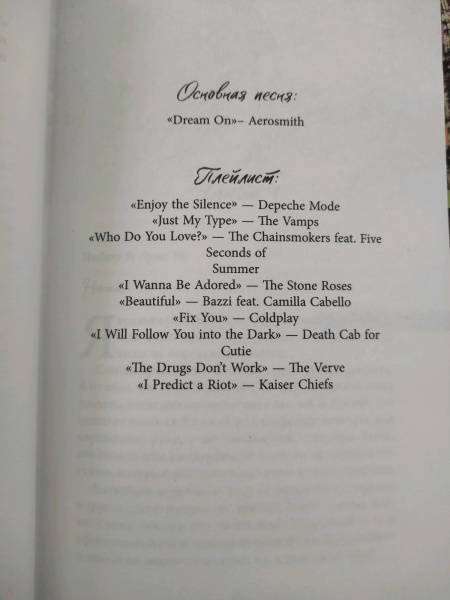 Основная песня:
«Dream On»– Aerosmith
Плейлист:
«Enjoy the Silence» — Depeche Mode
«Just My Type» — The Vamps
«Who Do You Love?» — The Chainsmokers feat. Five
Seconds of
Summer
«I Wanna Be Adored» — The Stone Roses
«Beautiful» — Bazzi feat. Camilla Cabello
«Fix You» — Coldplay
«I Will Follow You into the Dark» — Death Cab for
Cutie
«The Drugs Don’t Work» — The Verve
«I Predict a Riot» — Kaiser Chiefs